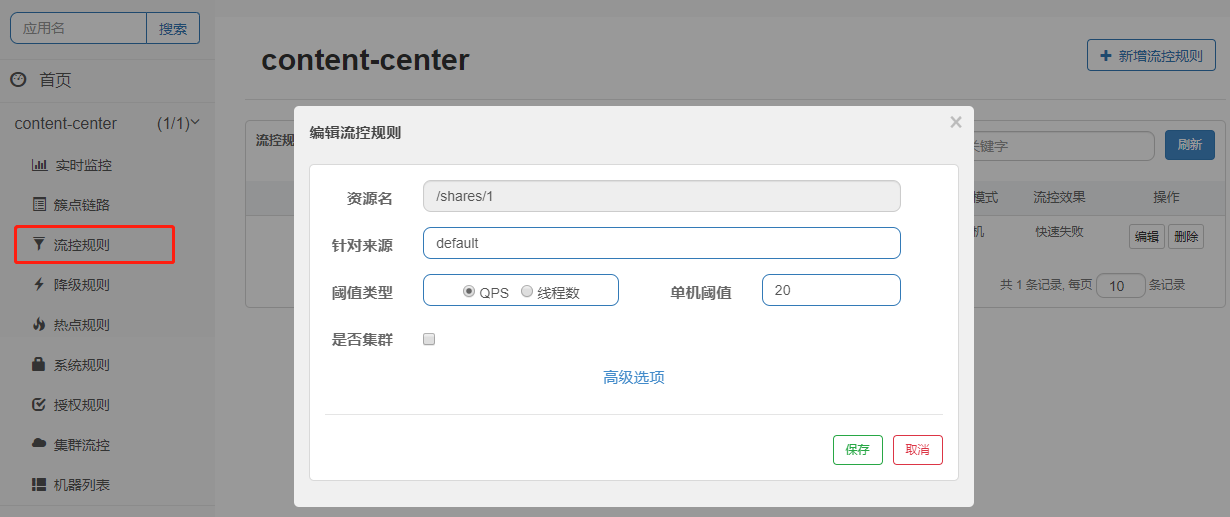 应用名
搜索
首页
content-center (1/1)
实时监控
簇点链路
流控规则
降级规则
热点规则
系统规则
授权规则
集群流控
机器列表
content-center
+ 新增流控规则
流控规
关键字
刷新
模式 流控效果 操作
机 快速失败 编辑 删除
共 1 条记录, 每页 10 条记录
编辑流控规则 ×
资源名 /shares/1
针对来源 default
阈值类型 QPS 线程数 单机阈值 20
是否集群
高级选项
保存 取消